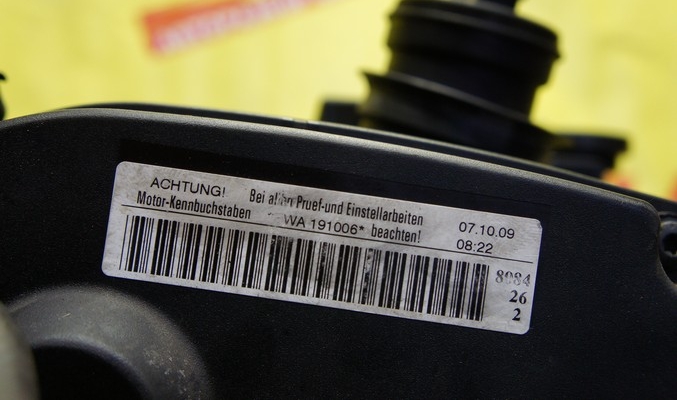 ACHTUNG! Bei allen Pruef-und Einstellarbeiten
Motor-Kennbuchstaben WA 191006* beachten!
07.10.09
08:22
8084
26
2